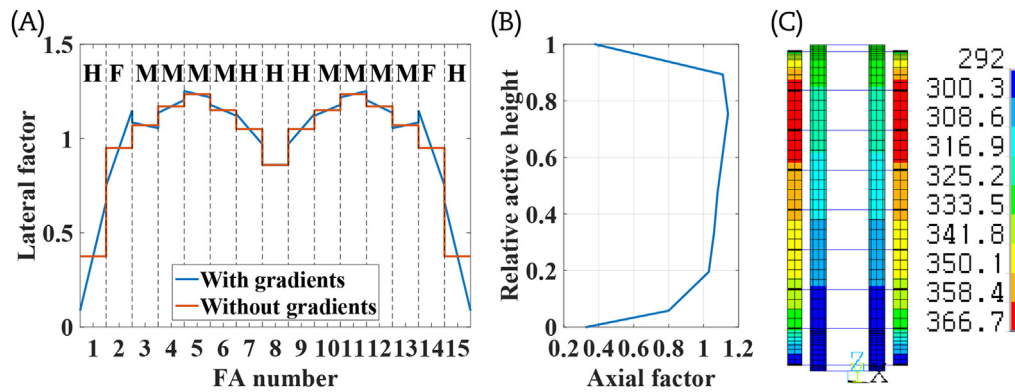 (A)
1.5
1
0.5
0
Lateral factor
H F M M M M H H H M M M M F H
With gradients
Without gradients
1 2 3 4 5 6 7 8 9 10 11 12 13 14 15
FA number
(B)
1
0.8
0.6
0.4
0.2
0
Relative active height
0.2 0.4 0.6 0.8 1 1.2
Axial factor
(C)
292
300.3
308.6
316.9
325.2
333.5
341.8
350.1
358.4
366.7
Z
X